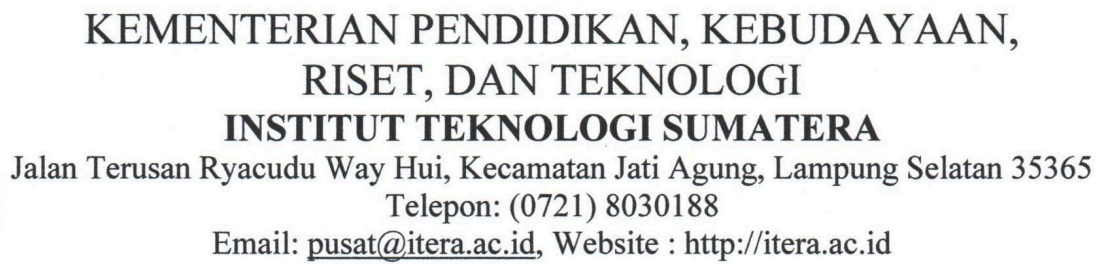 KEMENTERIAN PENDIDIKAN, KEBUDAYAAN,
RISET, DAN TEKNOLOGI
INSTITUT TEKNOLOGI SUMATERA
Jalan Terusan Ryacudu Way Hui, Kecamatan Jati Agung, Lampung Selatan 35365
Telepon: (0721) 8030188
Email: pusat@itera.ac.id, Website : http://itera.ac.id